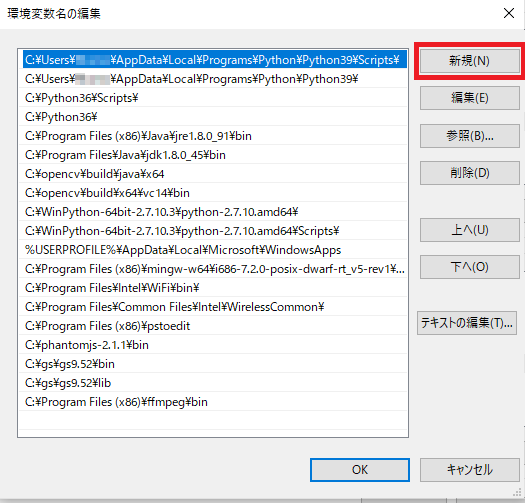 環境変数名の編集
C:¥Users¥ ¥AppData¥Local¥Programs¥Python¥Python39¥Scripts¥
C:¥Users¥ ¥AppData¥Local¥Programs¥Python¥Python39¥
C:¥Python36¥Scripts¥
C:¥Python36¥
C:¥Program Files (x86)¥Java¥jre1.8.0_91¥bin
C:¥Program Files¥Java¥jdk1.8.0_45¥bin
C:¥opencv¥build¥java¥x64
C:¥opencv¥build¥x64¥vc14¥bin
C:¥WinPython-64bit-2.7.10.3¥python-2.7.10.amd64¥
C:¥WinPython-64bit-2.7.10.3¥python-2.7.10.amd64¥Scripts¥
%USERPROFILE%¥AppData¥Local¥Microsoft¥WindowsApps
C:¥Program Files (x86)¥mingw-w64¥i686-7.2.0-posix-dwarf-rt_v5-rev1¥...
C:¥Program Files¥Intel¥WiFi¥bin¥
C:¥Program Files¥Common Files¥Intel¥WirelessCommon¥
C:¥Program Files (x86)¥pstoedit
C:¥phantomjs-2.1.1¥bin
C:¥gs¥gs9.52¥bin
C:¥gs¥gs9.52¥lib
C:¥Program Files (x86)¥ffmpeg¥bin
新規(N)
編集(E)
参照(B)...
削除(D)
上へ(U)
下へ(O)
テキストの編集(T)...
OK
キャンセル